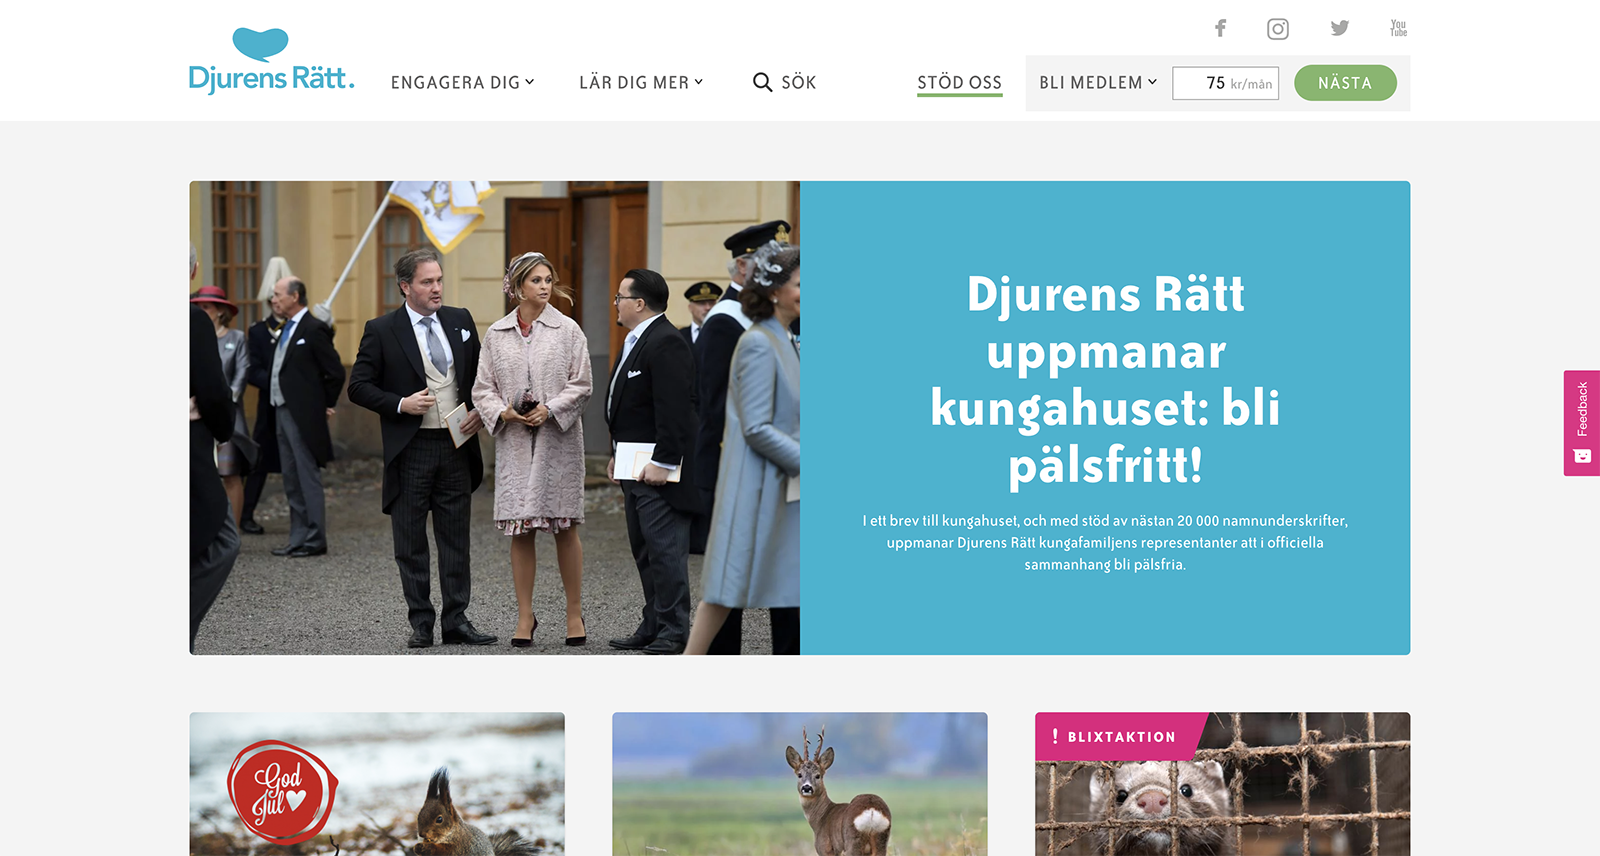 Djurens Rätt.
ENGAGERA DIG
LÄR DIG MER
SÖK
STÖD OSS
BLI MEDLEM
75 kr/mån
NÄSTA
You
Tube
Djurens Rätt
uppmanar
kungahuset: bli
pälsfritt!
I ett brev till kungahuset, och med stöd av nästan 20 000 namnunderskrifter,
uppmanar Djurens Rätt kungafamiljens representanter att i officiella
sammanhang bli pälsfria.
Feedback
God
Jul
! BLIXTAKTION